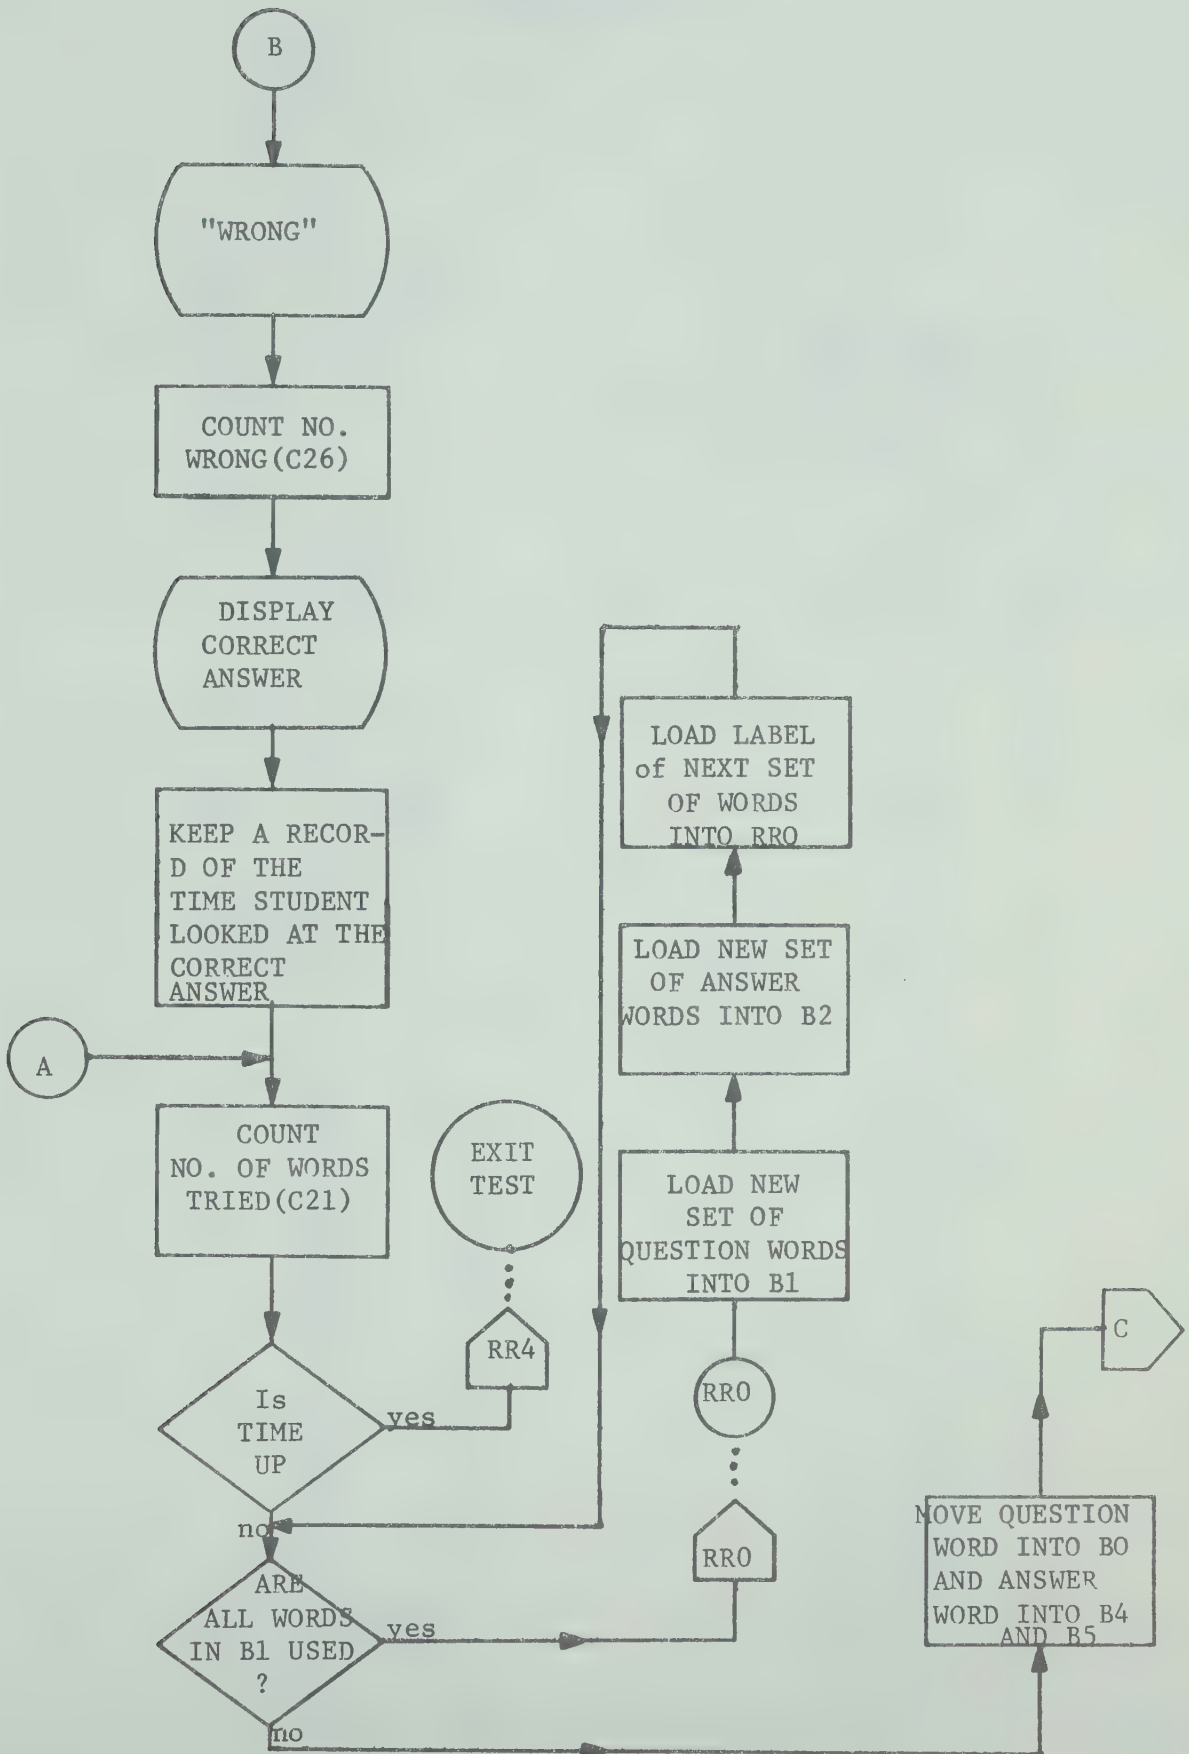 B
"WRONG"
COUNT NO.
WRONG(C26)
DISPLAY
CORRECT
ANSWER
KEEP A RECOR-
D OF THE
TIME STUDENT
LOOKED AT THE
CORRECT
ANSWER
A
COUNT
NO. OF WORDS
TRIED(C21)
Is
TIME
UP
yes
RR4
EXIT
TEST
no
ARE
ALL WORDS
IN B1 USED
?
yes
RR0
RR0
LOAD NEW
SET OF
QUESTION WORDS
INTO B1
LOAD NEW SET
OF ANSWER
WORDS INTO B2
LOAD LABEL
of NEXT SET
OF WORDS
INTO RR0
no
MOVE QUESTION
WORD INTO B0
AND ANSWER
WORD INTO B4
AND B5
C